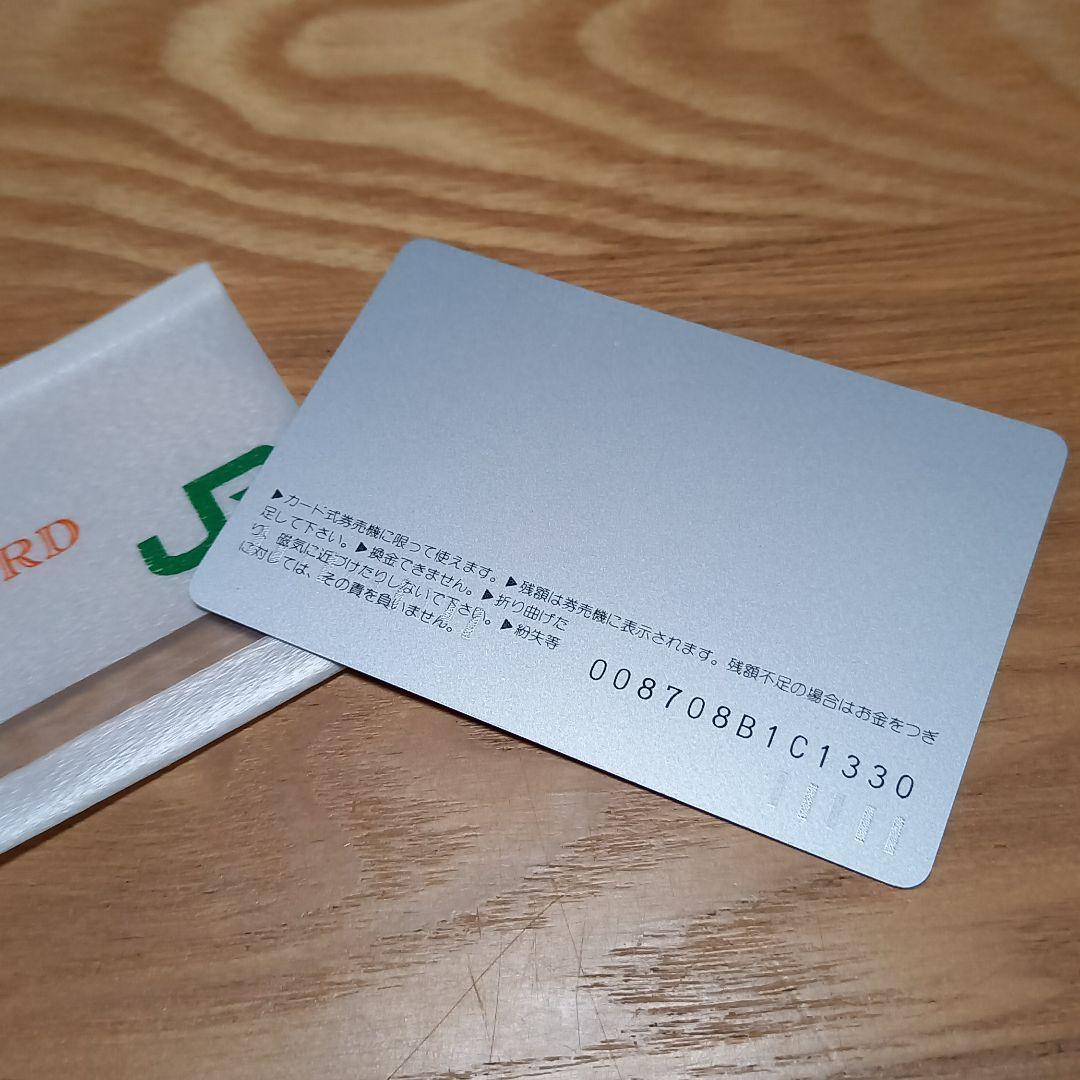 RD
▶カード式券売機に限って使えます。▶残額は券売機に表示されます。残額不足の場合はお金をつぎ
足して下さい。▶換金できません。▶折り曲げた
り、磁気に近づけたりしないで下さい。▶紛失等
に対しては、その責を負いません。
008708B1C1330